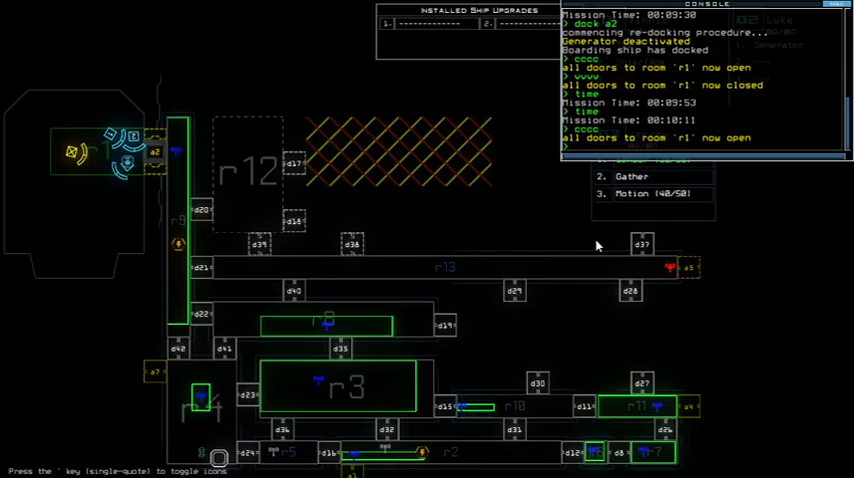 INSTALLED SHIP UPGRADES
1. -------------- 2. --------------
CONSOLE
Mission Time: 00:09:30
> dock a2
commencing re-docking procedure...
Generator deactivated
Boarding ship has docked
> cccc
all doors to room 'r1' now open
> vvvv
all doors to room 'r1' now closed
> time
Mission Time: 00:09:53
> time
Mission Time: 00:10:11
> cccc
all doors to room 'r1' now open
>
Luke
1. Generator
2. Gather
3. Motion (40/50)
r1
a2
r12
d17
d18
r9
d20
d39
d38
d37
d21
r13
a5
d40
d29
d28
d22
r8
d19
d42
d41
d35
a7
r4
d23
r3
d30
d27
d15
r10
d11
r11
a4
d36
d32
d31
d26
d24
r5
d16
r2
d12
d8
r7
a1
Press the ' key (single-quote) to toggle icons